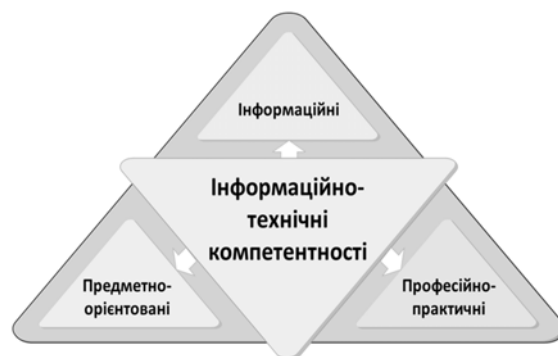 Інформаційні
Інформаційно-
технічні
компетентності
Предметно-
орієнтовані
Професійно-
практичні